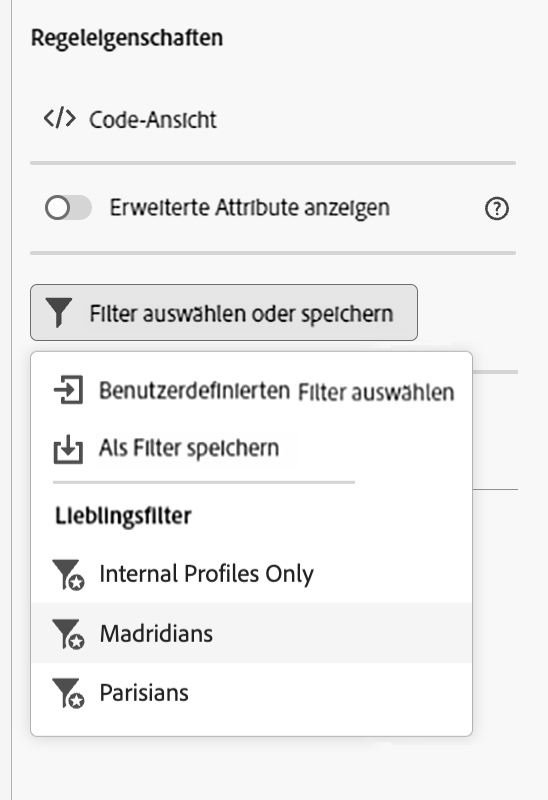 Regeleigenschaften
</> Code-Ansicht
Erweiterte Attribute anzeigen ?
Filter auswählen oder speichern
Benutzerdefinierten Filter auswählen
Als Filter speichern
Lieblingsfilter
Internal Profiles Only
Madridians
Parisians